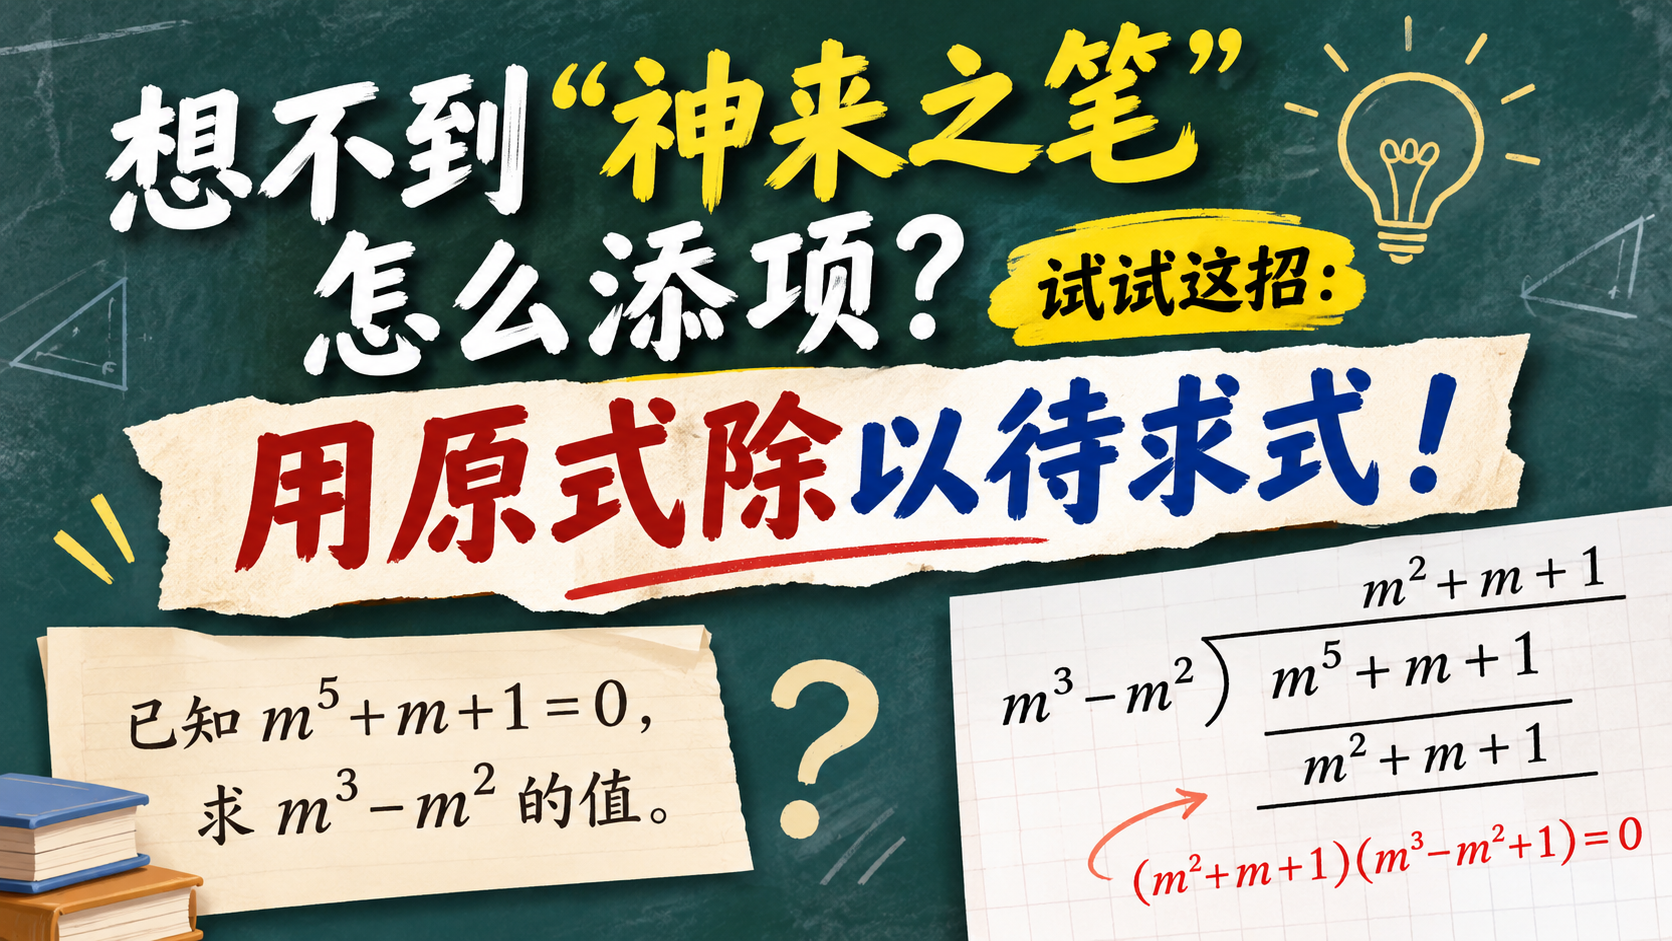 想不到“神来之笔”
怎么添项？
试试这招：
用原式除以待求式！
已知 m⁵+m+1=0，
求 m³−m² 的值。
?
m²+m+1
m³−m² ) m⁵+m+1
m²+m+1
(m²+m+1)(m³−m²+1)=0